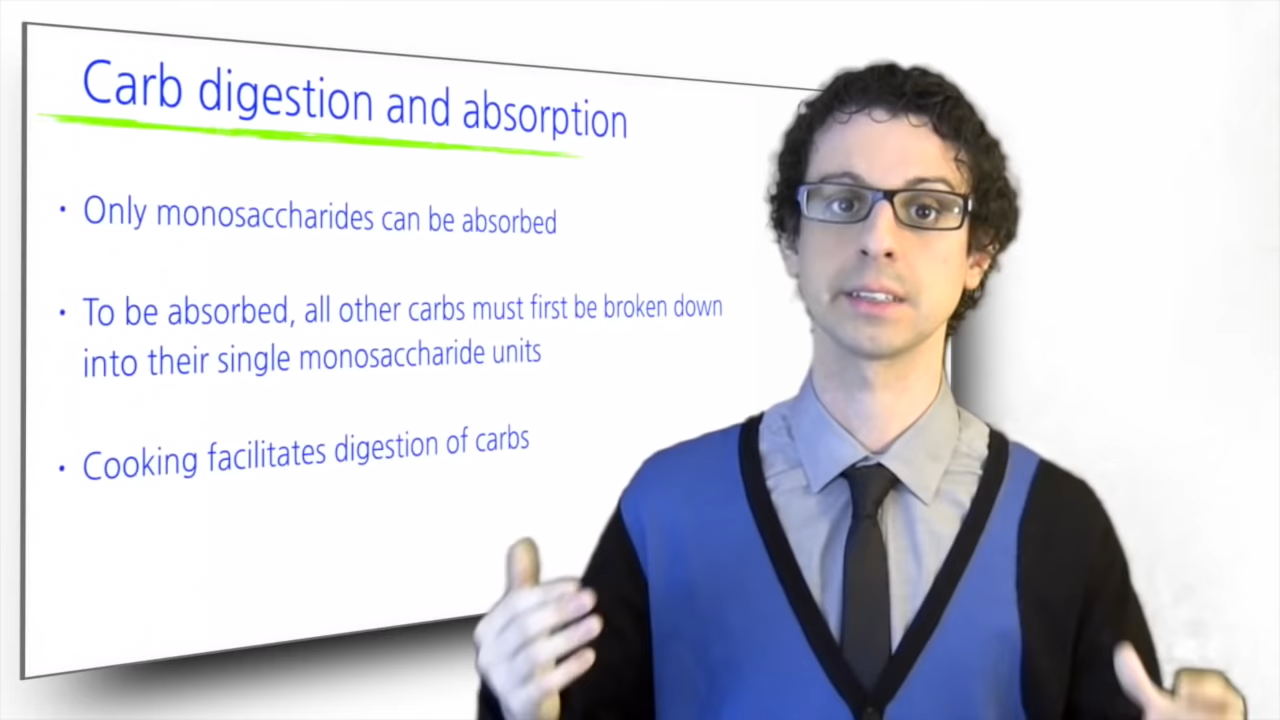 Carb digestion and absorption
• Only monosaccharides can be absorbed
• To be absorbed, all other carbs must first be broken down
into their single monosaccharide units
• Cooking facilitates digestion of carbs